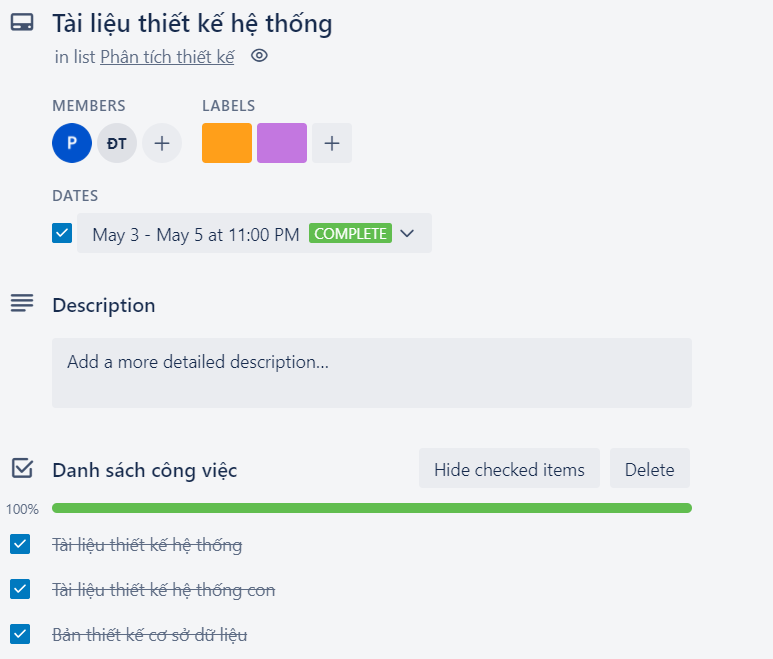 Tài liệu thiết kế hệ thống
in list Phân tích thiết kế
MEMBERS LABELS
P ĐT + +
DATES
May 3 - May 5 at 11:00 PM COMPLETE
Description
Add a more detailed description...
Danh sách công việc Hide checked items Delete
100%
Tài liệu thiết kế hệ thống
Tài liệu thiết kế hệ thống con
Bản thiết kế cơ sở dữ liệu